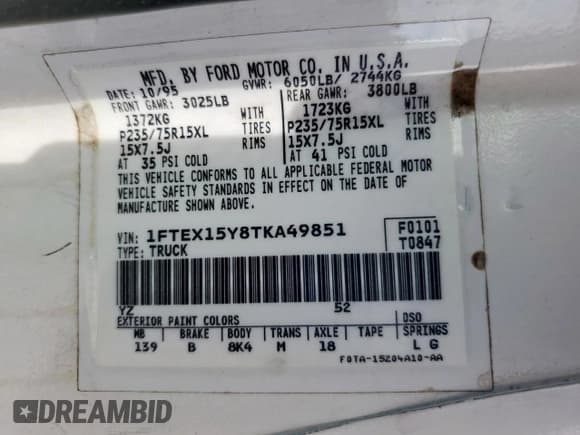 MFD. BY FORD MOTOR CO. IN U.S.A.
DATE: 10/95 GVWR: 6050LB/ 2744KG
FRONT GAWR: 3025LB REAR GAWR: 3800LB
1372KG WITH 1723KG WITH
P235/75R15XL TIRES P235/75R15XL TIRES
15X7.5J RIMS 15X7.5J RIMS
AT 35 PSI COLD AT 41 PSI COLD
THIS VEHICLE CONFORMS TO ALL APPLICABLE FEDERAL MOTOR
VEHICLE SAFETY STANDARDS IN EFFECT ON THE DATE OF
MANUFACTURE SHOWN ABOVE.
VIN: 1FTEX15Y8TKA49851 F0101
TYPE: TRUCK T0847
YZ 52
EXTERIOR PAINT COLORS DSO
WB BRAKE BODY TRANS AXLE TAPE SPRINGS
139 B 8K4 M 18 L G
F0TA-15204A10-AA
DREAMBID